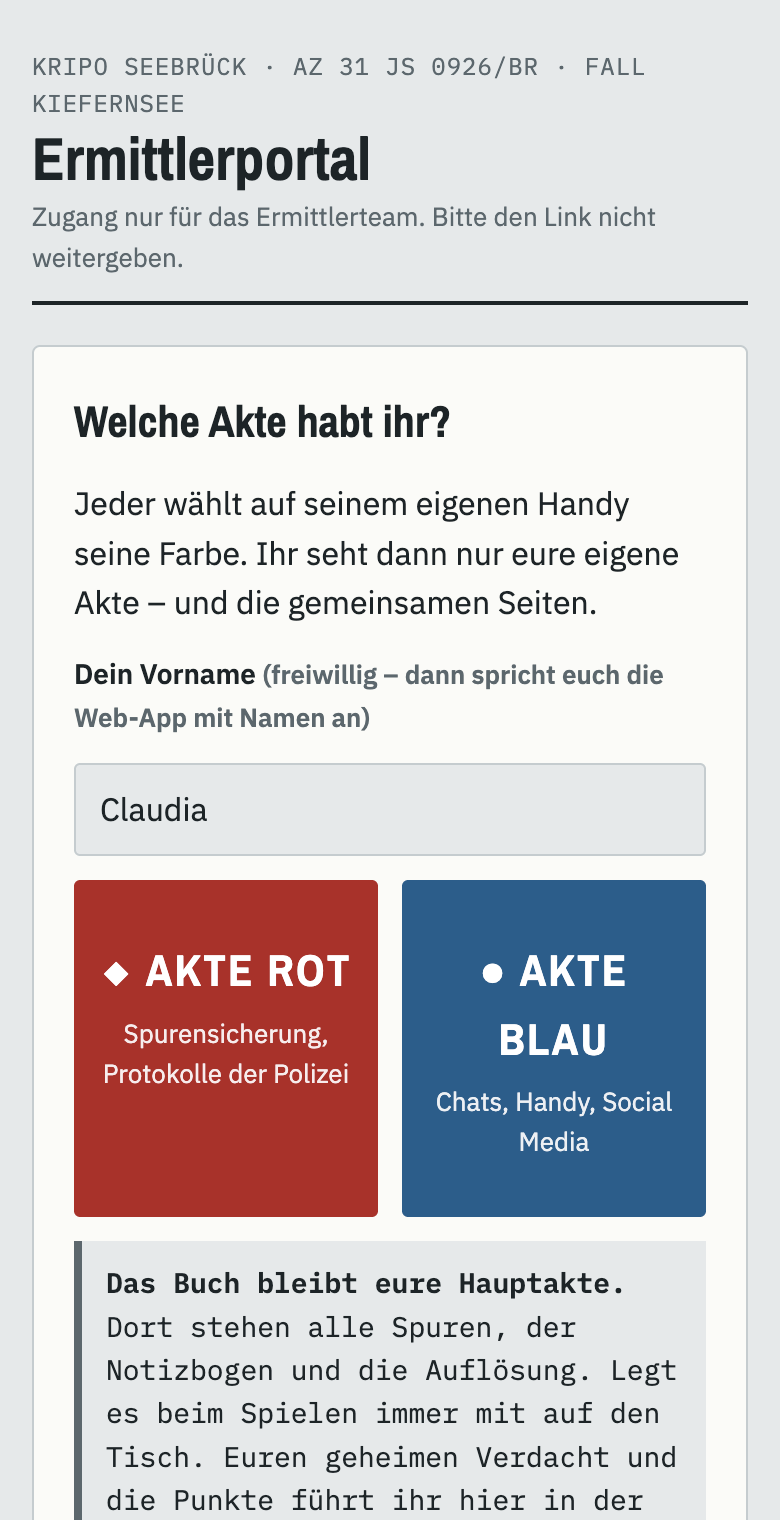 KRIPO SEEBRÜCK · AZ 31 JS 0926/BR · FALL
KIEFERNSEE
Ermittlerportal
Zugang nur für das Ermittlerteam. Bitte den Link nicht
weitergeben.
Welche Akte habt ihr?
Jeder wählt auf seinem eigenen Handy
seine Farbe. Ihr seht dann nur eure eigene
Akte – und die gemeinsamen Seiten.
Dein Vorname (freiwillig – dann spricht euch die
Web-App mit Namen an)
Claudia
◆ AKTE ROT
Spurensicherung,
Protokolle der Polizei
● AKTE
BLAU
Chats, Handy, Social
Media
Das Buch bleibt eure Hauptakte.
Dort stehen alle Spuren, der
Notizbogen und die Auflösung. Legt
es beim Spielen immer mit auf den
Tisch. Euren geheimen Verdacht und
die Punkte führt ihr hier in der